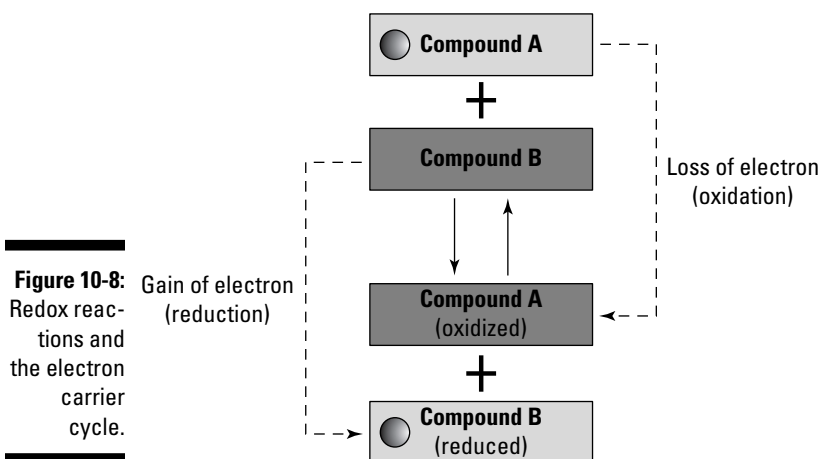 Compound A
+
Compound B
Loss of electron
(oxidation)
Figure 10-8:
Redox reac-
tions and
the electron
carrier
cycle.
Gain of electron
(reduction)
Compound A
(oxidized)
+
Compound B
(reduced)